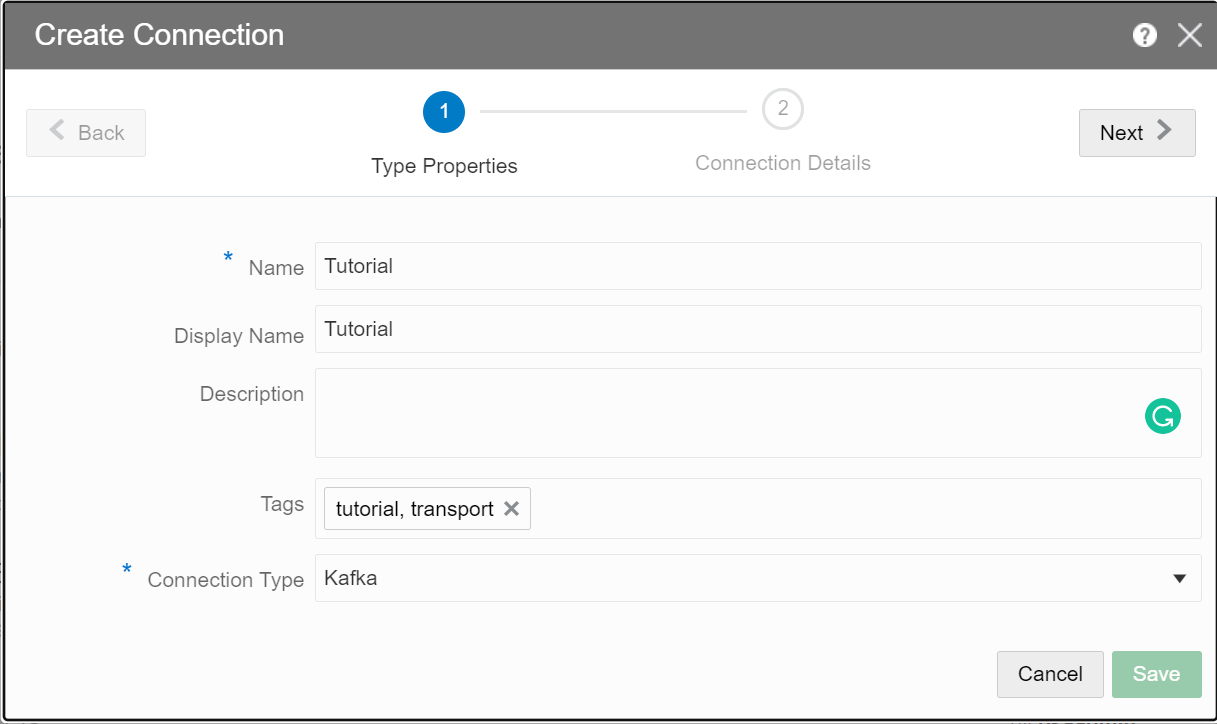 Create Connection
?
Back
1
2
Next
Type Properties
Connection Details
* Name
Tutorial
Display Name
Tutorial
Description
Tags
tutorial, transport
* Connection Type
Kafka
Cancel
Save